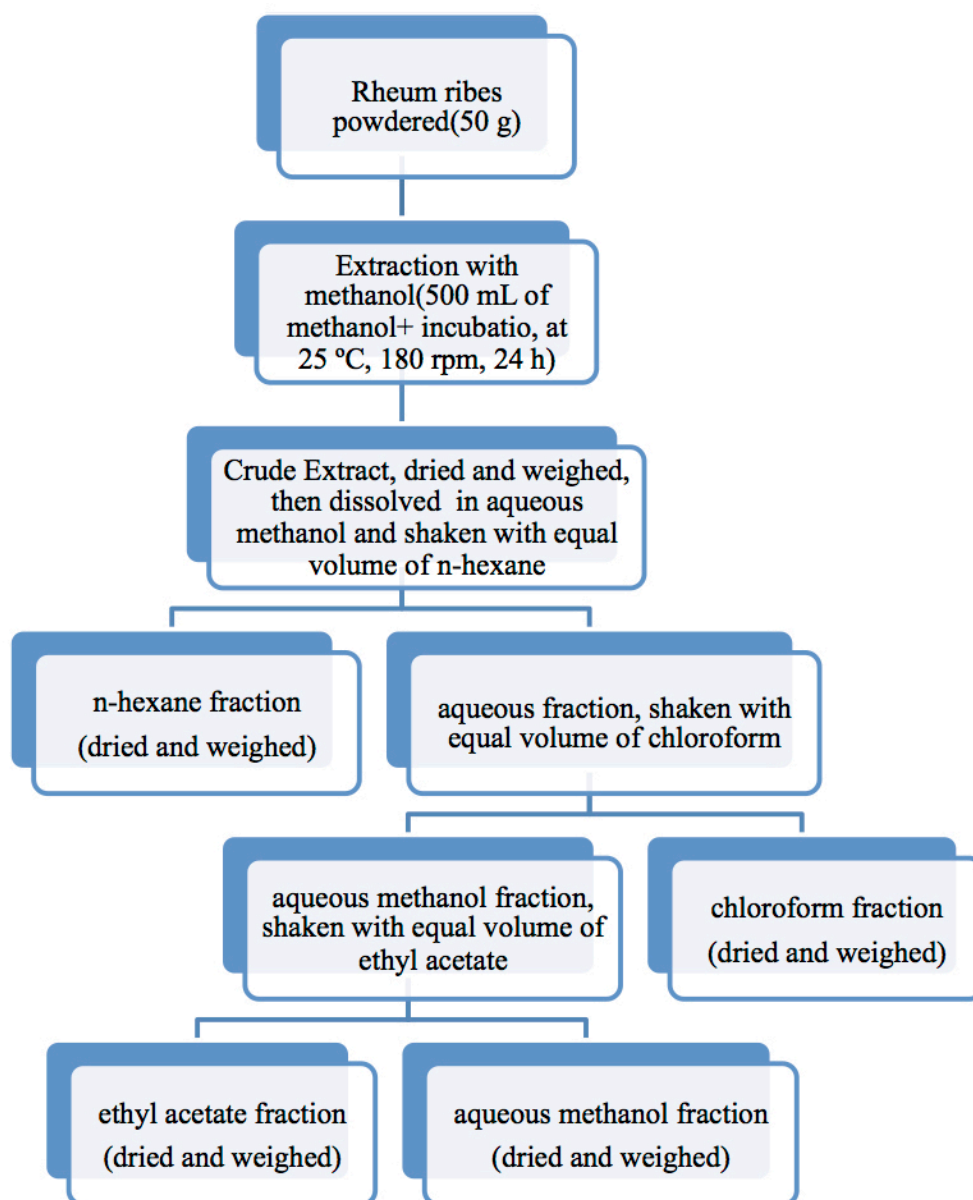 Rheum ribes
powdered(50 g)
Extraction with
methanol(500 mL of
methanol+ incubatio, at
25 ºC, 180 rpm, 24 h)
Crude Extract, dried and weighed,
then dissolved in aqueous
methanol and shaken with equal
volume of n-hexane
n-hexane fraction
(dried and weighed)
aqueous fraction, shaken with
equal volume of chloroform
aqueous methanol fraction,
shaken with equal volume of
ethyl acetate
chloroform fraction
(dried and weighed)
ethyl acetate fraction
(dried and weighed)
aqueous methanol fraction
(dried and weighed)